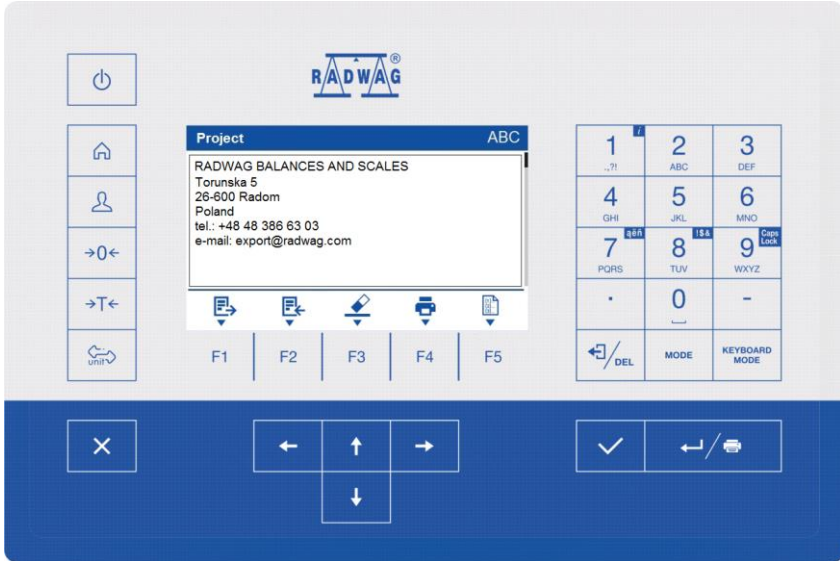 RADWAG®
Project ABC
RADWAG BALANCES AND SCALES
Torunska 5
26-600 Radom
Poland
tel.: +48 48 386 63 03
e-mail: export@radwag.com
→0←
→T←
unit
F1 F2 F3 F4 F5
1 i 2 3
.,?! ABC DEF
4 5 6
GHI JKL MNO
7 ąêñ 8 !$& 9 Caps Lock
PQRS TUV WXYZ
. 0 -
/DEL MODE KEYBOARD MODE